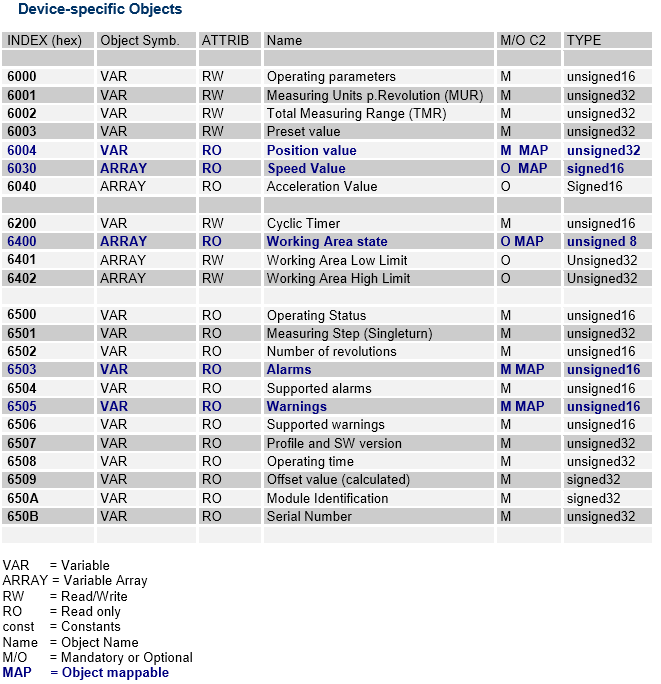 Device-specific Objects
INDEX (hex) Object Symb. ATTRIB Name M/O C2 TYPE
6000 VAR RW Operating parameters M unsigned16
6001 VAR RW Measuring Units p.Revolution (MUR) M unsigned32
6002 VAR RW Total Measuring Range (TMR) M unsigned32
6003 VAR RW Preset value M unsigned32
6004 VAR RO Position value M MAP unsigned32
6030 ARRAY RO Speed Value O MAP signed16
6040 ARRAY RO Acceleration Value O Signed16
6200 VAR RW Cyclic Timer M unsigned16
6400 ARRAY RO Working Area state O MAP unsigned 8
6401 ARRAY RW Working Area Low Limit O Unsigned32
6402 ARRAY RW Working Area High Limit O Unsigned32
6500 VAR RO Operating Status M unsigned16
6501 VAR RO Measuring Step (Singleturn) M unsigned32
6502 VAR RO Number of revolutions M unsigned16
6503 VAR RO Alarms M MAP unsigned16
6504 VAR RO Supported alarms M unsigned16
6505 VAR RO Warnings M MAP unsigned16
6506 VAR RO Supported warnings M unsigned16
6507 VAR RO Profile and SW version M unsigned32
6508 VAR RO Operating time M unsigned32
6509 VAR RO Offset value (calculated) M signed32
650A VAR RO Module Identification M signed32
650B VAR RO Serial Number M unsigned32
VAR = Variable
ARRAY = Variable Array
RW = Read/Write
RO = Read only
const = Constants
Name = Object Name
M/O = Mandatory or Optional
MAP = Object mappable